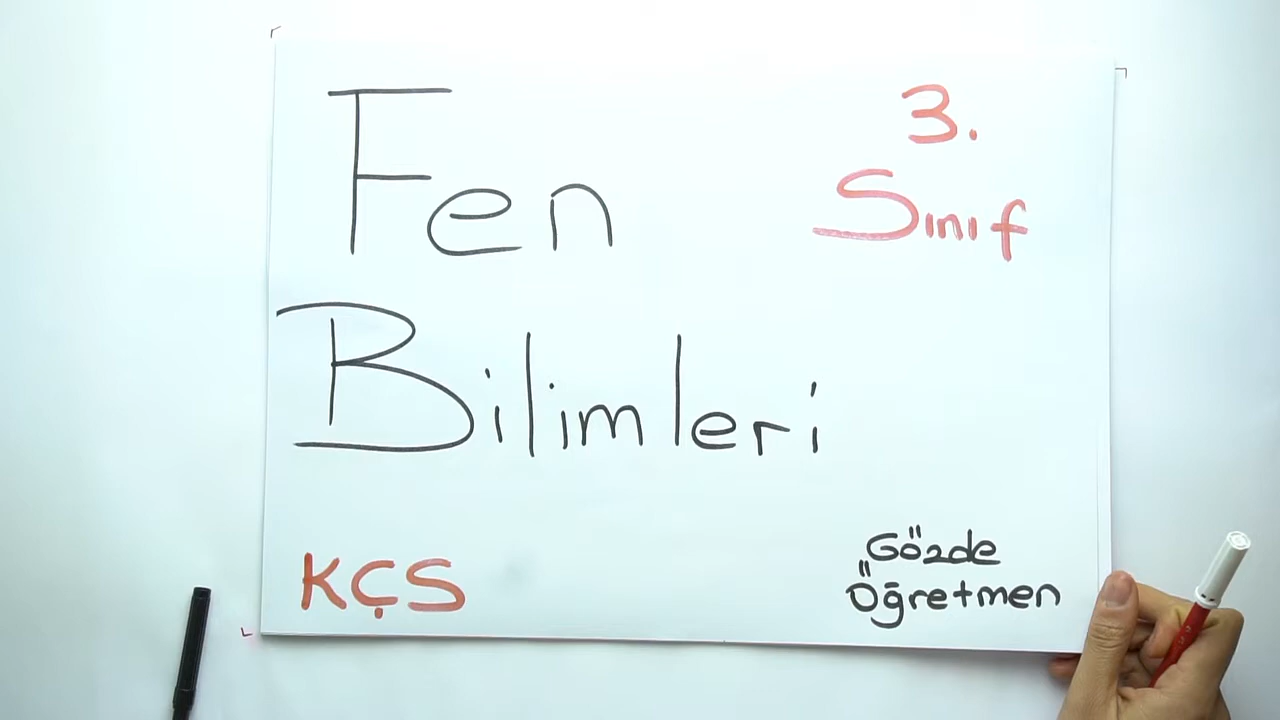 Fen
Bilimleri
3.
Sınıf
KÇS
Gözde
Öğretmen